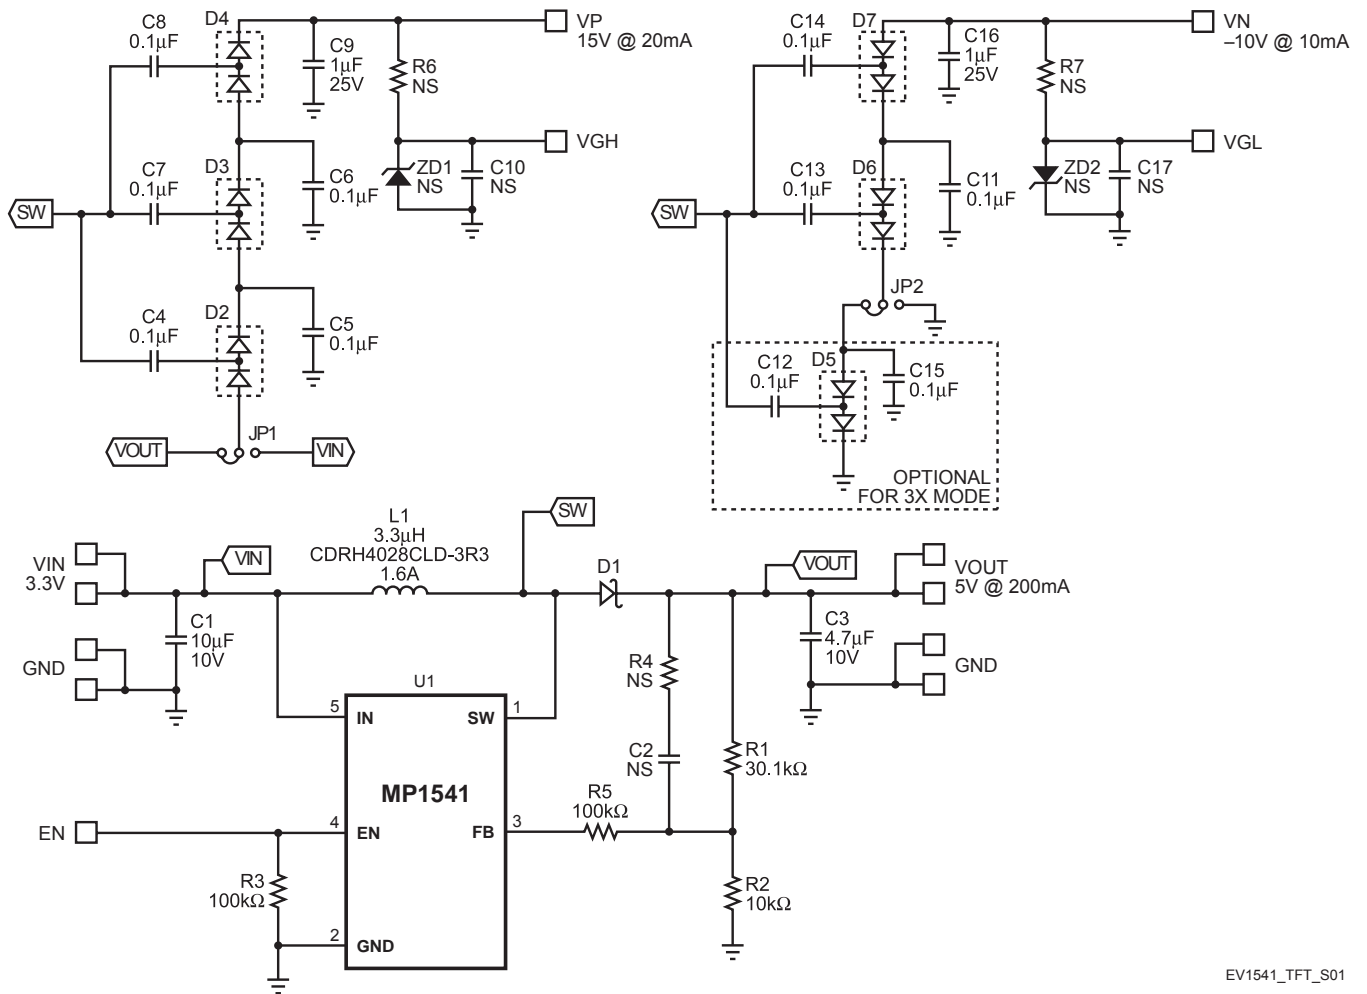 C8
0.1µF
D4
C9
1µF
25V
R6
NS
VP
15V @ 20mA
C7
0.1µF
D3
C6
0.1µF
ZD1
NS
C10
NS
VGH
SW
C4
0.1µF
D2
C5
0.1µF
VOUT
JP1
VIN
C14
0.1µF
D7
C16
1µF
25V
R7
NS
VN
–10V @ 10mA
C13
0.1µF
D6
C11
0.1µF
ZD2
NS
C17
NS
VGL
SW
JP2
C12
0.1µF
D5
C15
0.1µF
OPTIONAL
FOR 3X MODE
VIN
3.3V
VIN
L1
3.3µH
CDRH4028CLD-3R3
1.6A
SW
D1
VOUT
VOUT
5V @ 200mA
C1
10µF
10V
GND
C3
4.7µF
10V
GND
R4
NS
C2
NS
R1
30.1kΩ
U1
5
IN
SW
1
MP1541
R5
100kΩ
EN
4
EN
FB
3
R3
100kΩ
R2
10kΩ
2
GND
EV1541_TFT_S01